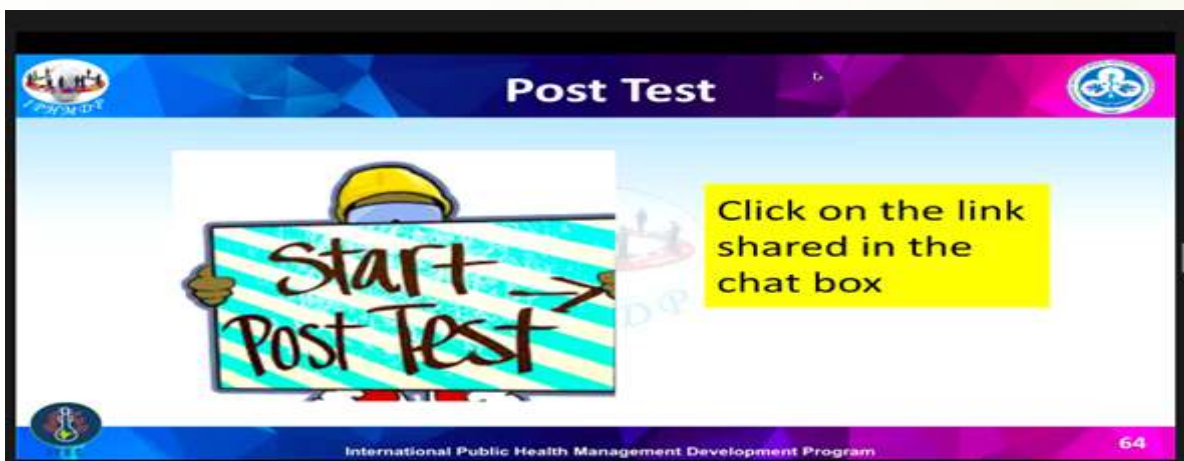 Post Test
IPHMDP
Start
Post Test
Click on the link
shared in the
chat box
International Public Health Management Development Program
64